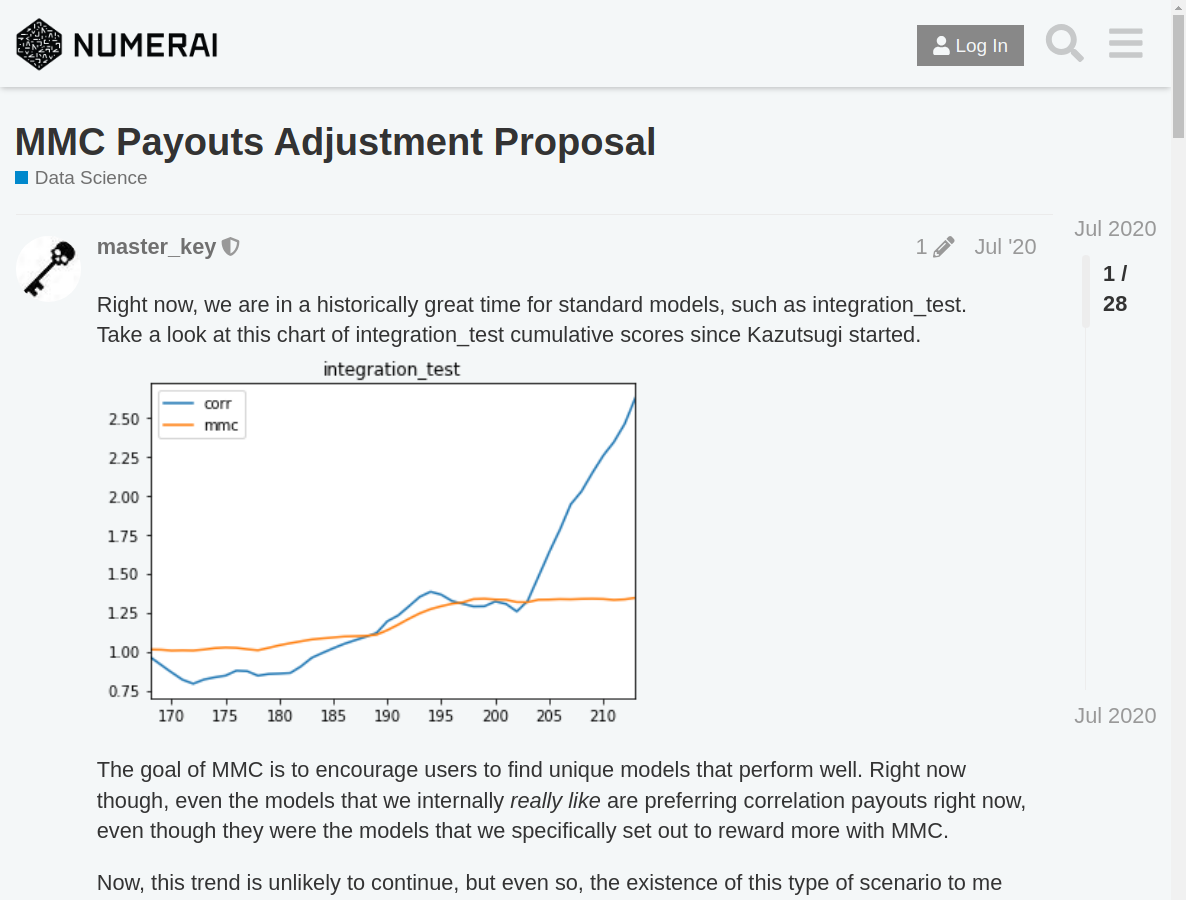 NUMERAI
Log In
MMC Payouts Adjustment Proposal
Data Science
Jul 2020
master_key
1
Jul '20
1 /
28
Right now, we are in a historically great time for standard models, such as integration_test.
Take a look at this chart of integration_test cumulative scores since Kazutsugi started.
integration_test
corr
mmc
2.50
2.25
2.00
1.75
1.50
1.25
1.00
0.75
170 175 180 185 190 195 200 205 210
Jul 2020
The goal of MMC is to encourage users to find unique models that perform well. Right now
though, even the models that we internally really like are preferring correlation payouts right now,
even though they were the models that we specifically set out to reward more with MMC.
Now, this trend is unlikely to continue, but even so, the existence of this type of scenario to me